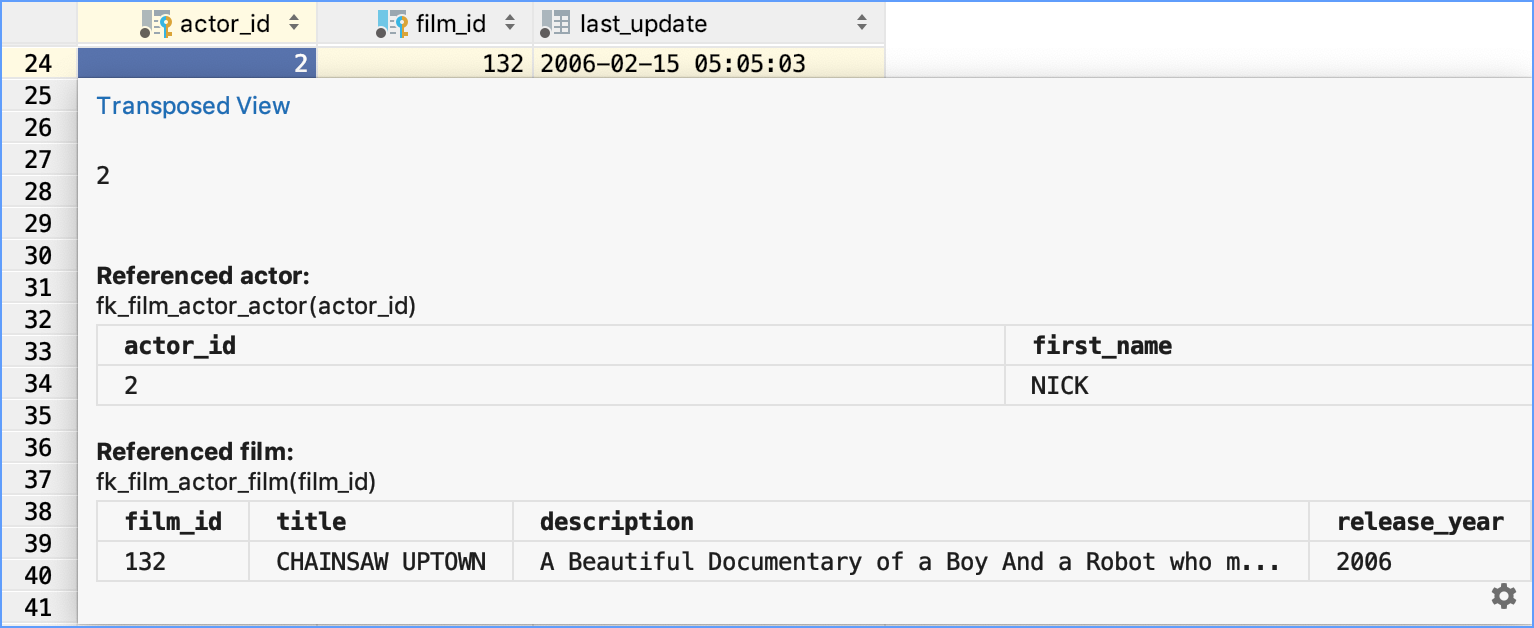 actor_id film_id last_update
24 2 132 2006-02-15 05:05:03
25
Transposed View
26
27
2
28
29
30
Referenced actor:
31
fk_film_actor_actor(actor_id)
32
33
actor_id first_name
34
2 NICK
35
36
Referenced film:
37
fk_film_actor_film(film_id)
38
film_id title description release_year
39
132 CHAINSAW UPTOWN A Beautiful Documentary of a Boy And a Robot who m... 2006
40
41